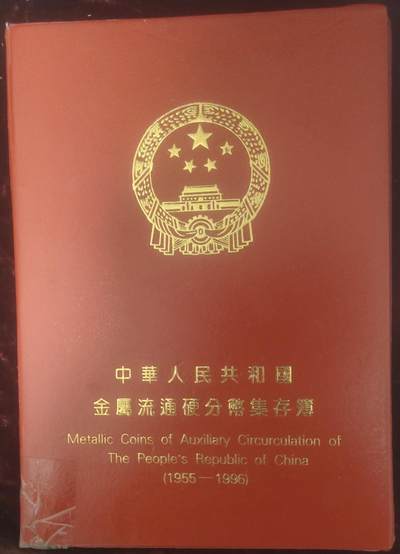 中華人民共和國
金屬流通硬分幣集存簿
Metallic Coins of Auxiliary Circurculation of
The People's Republic of China
(1955—1996)